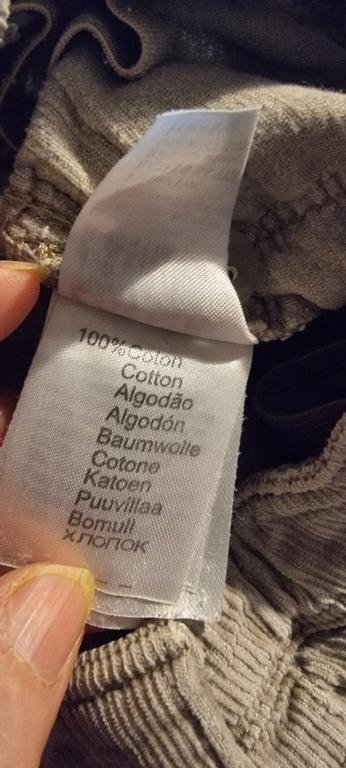 100%Coton
Cotton
Algodão
Algodón
Baumwolle
Cotone
Katoen
Puuvillaa
Bomull
ХЛОПОК